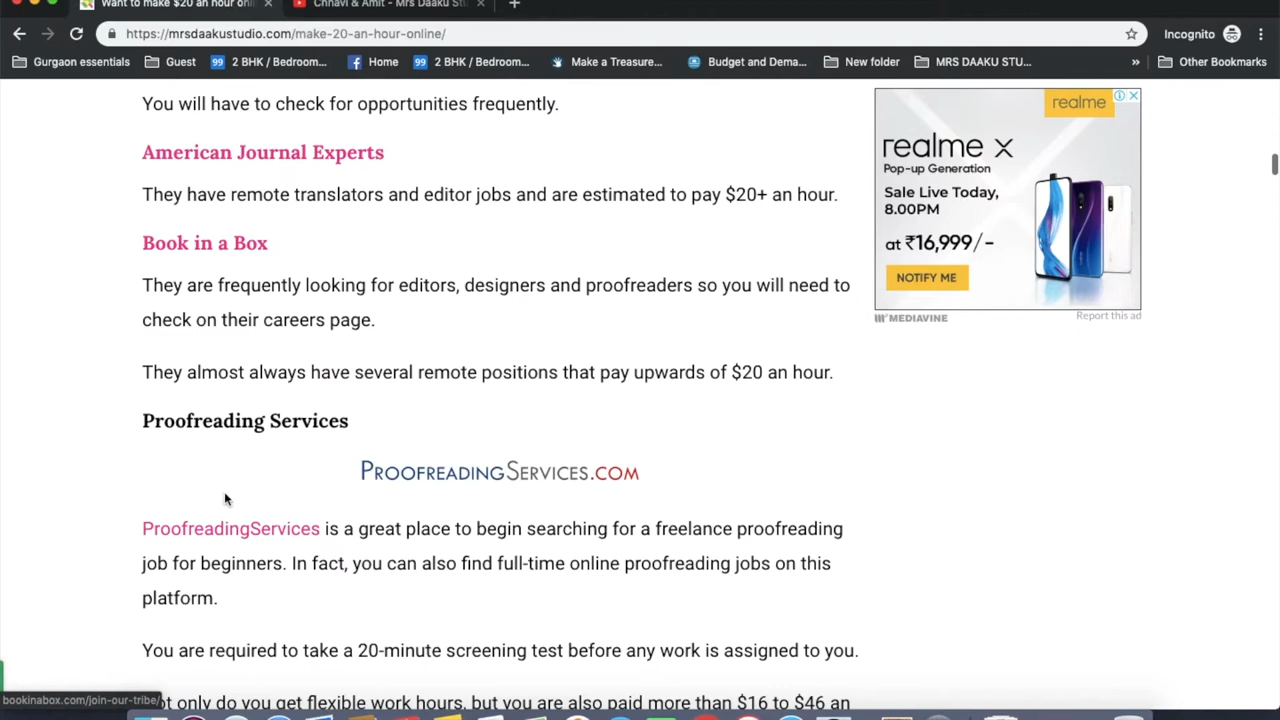 Want to make $20 an hour onl
Chhavi & Amit - Mrs Daaku Stu
https://mrsdaakustudio.com/make-20-an-hour-online/
Incognito
Gurgaon essentials
Guest
2 BHK / Bedroom...
Home
2 BHK / Bedroom...
Make a Treasure...
Budget and Dema...
New folder
MRS DAAKU STU...
»
Other Bookmarks
You will have to check for opportunities frequently.
American Journal Experts
They have remote translators and editor jobs and are estimated to pay $20+ an hour.
Book in a Box
They are frequently looking for editors, designers and proofreaders so you will need to
check on their careers page.
They almost always have several remote positions that pay upwards of $20 an hour.
Proofreading Services
PROOFREADINGSERVICES.COM
ProofreadingServices is a great place to begin searching for a freelance proofreading
job for beginners. In fact, you can also find full-time online proofreading jobs on this
platform.
You are required to take a 20-minute screening test before any work is assigned to you.
only do you get flexible work hours, but you are also paid more than $16 to $46 an
bookinabox.com/join-our-tribe/
realme
realme X
Pop-up Generation
Sale Live Today,
8.00PM
at ₹16,999/-
NOTIFY ME
MEDIAVINE
Report this ad